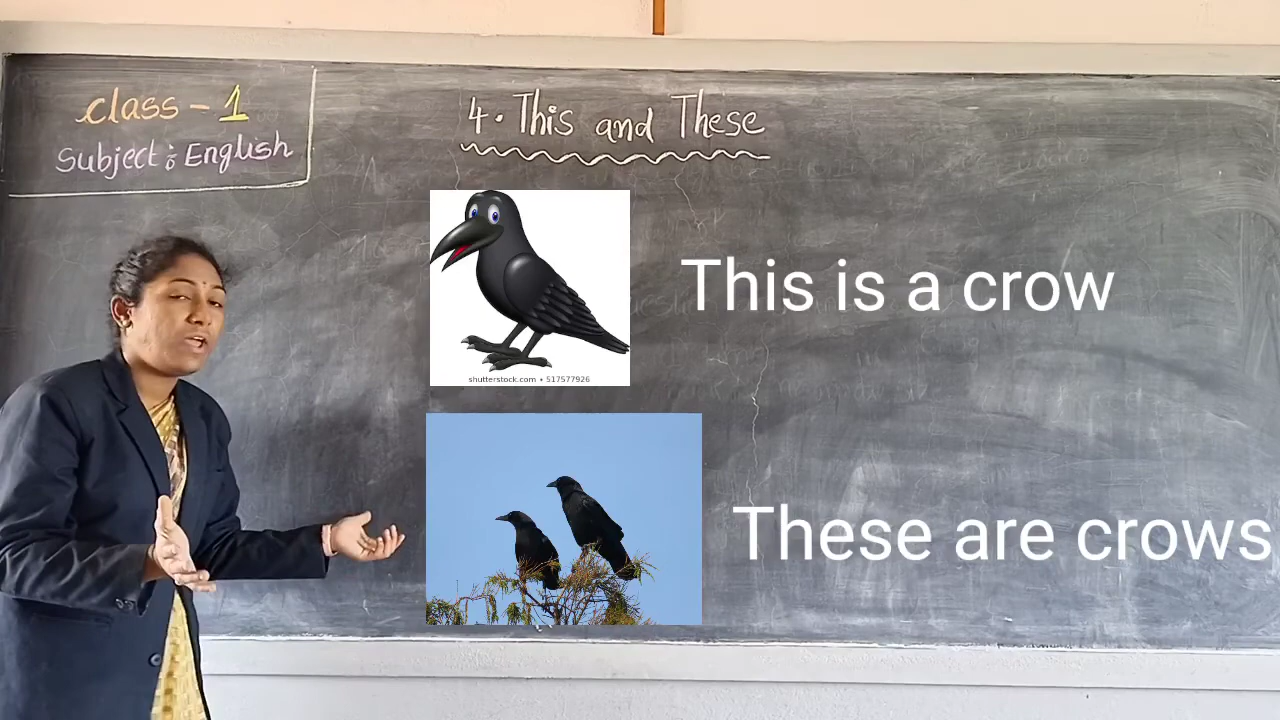 class - 1
Subject : English
4. This and These
shutterstock.com • 517577926
This is a crow
These are crows